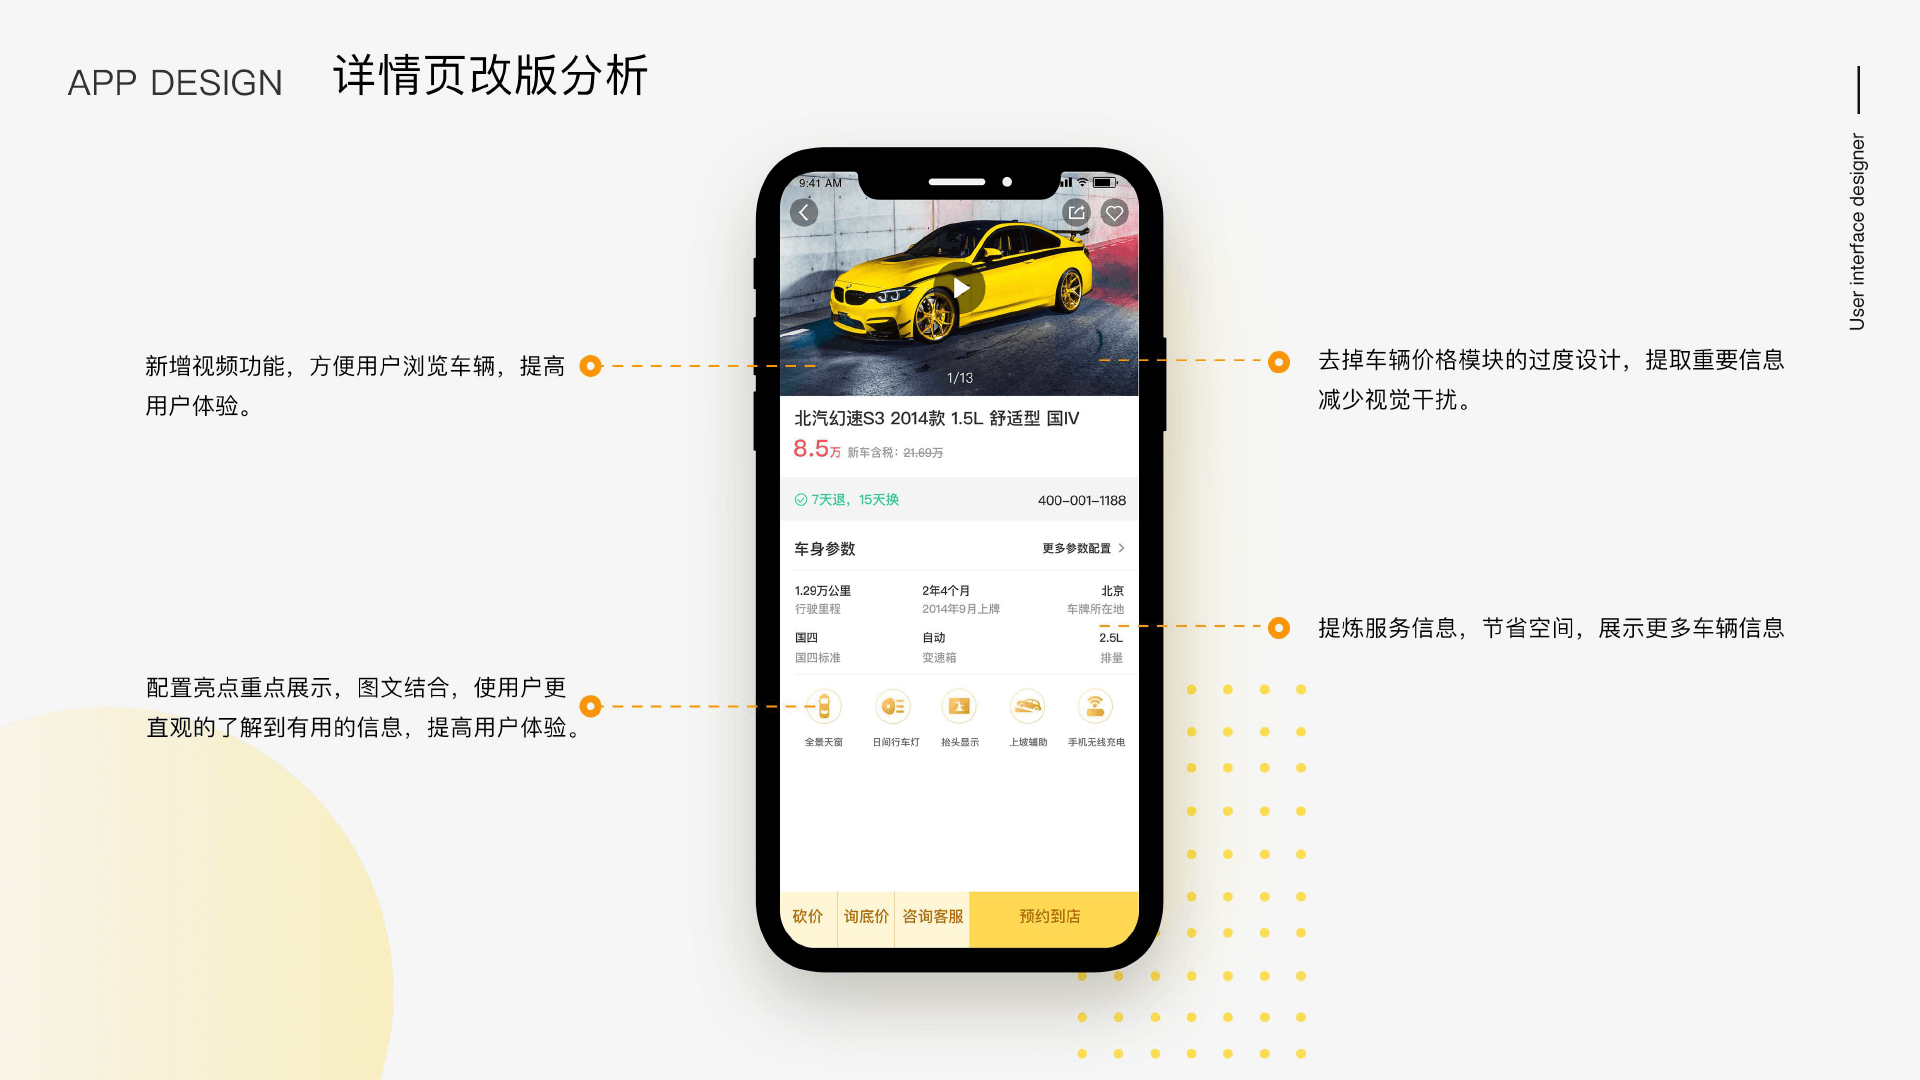 APP DESIGN
详情页改版分析
User interface designer
9:41 AM
1/13
北汽幻速S3 2014款 1.5L 舒适型 国IV
8.5万 新车含税：21.69万
7天退，15天换
400-001-1188
车身参数
更多参数配置
1.29万公里 2年4个月 北京
行驶里程 2014年9月上牌 车牌所在地
国四 自动 2.5L
国四标准 变速箱 排量
全景天窗 日间行车灯 抬头显示 上坡辅助 手机无线充电
砍价 询底价 咨询客服 预约到店
新增视频功能，方便用户浏览车辆，提高
用户体验。
配置亮点重点展示，图文结合，使用户更
直观的了解到有用的信息，提高用户体验。
去掉车辆价格模块的过度设计，提取重要信息
减少视觉干扰。
提炼服务信息，节省空间，展示更多车辆信息